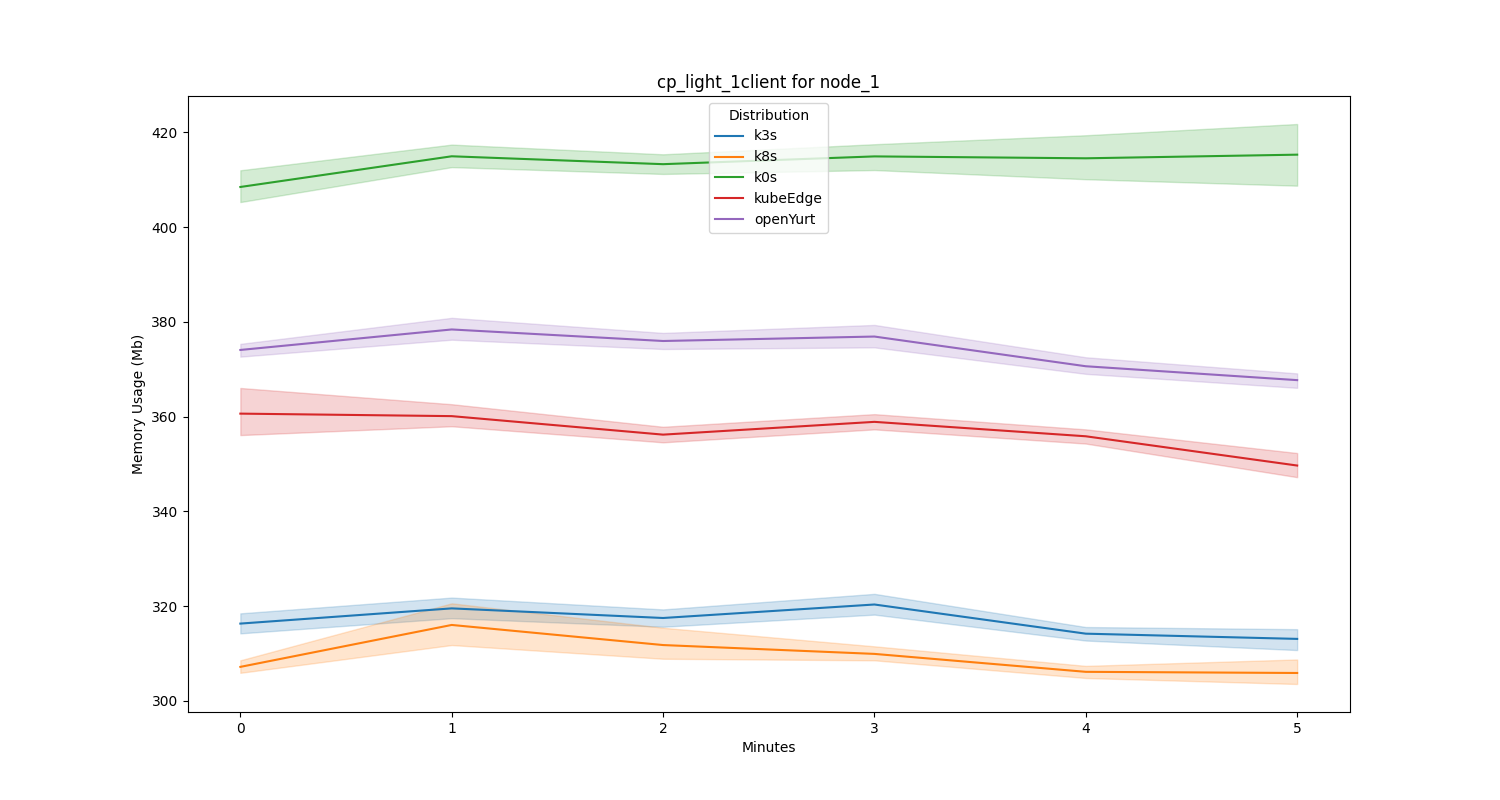 cp_light_1client for node_1
Distribution
k3s
k8s
k0s
kubeEdge
openYurt
Memory Usage (Mb)
420
400
380
360
340
320
300
0 1 2 3 4 5
Minutes